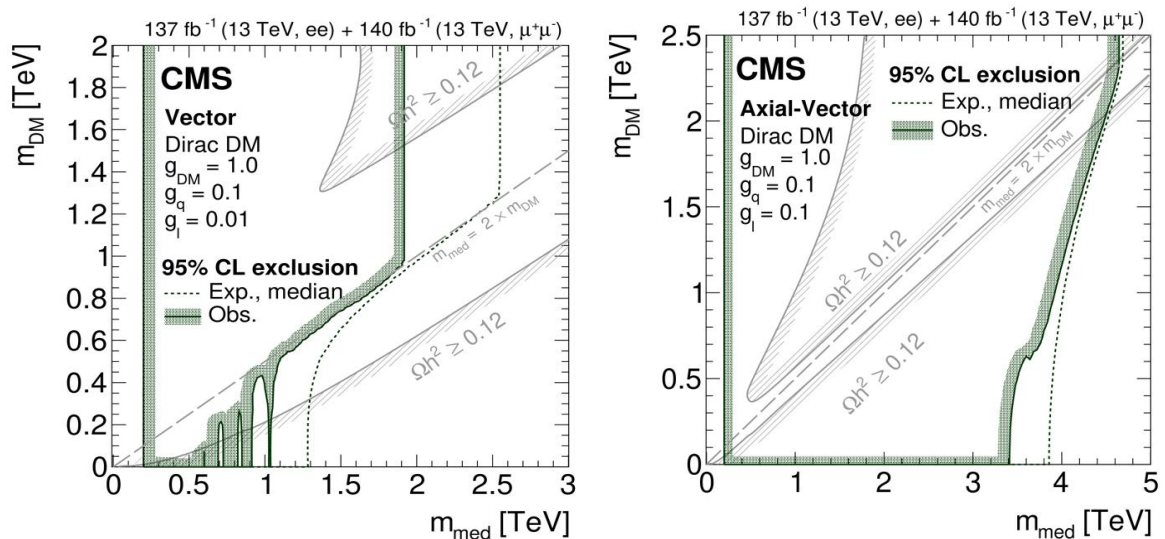 137 fb⁻¹ (13 TeV, ee) + 140 fb⁻¹ (13 TeV, μ⁺μ⁻)
m_DM [TeV]
2
1.8
1.6
1.4
1.2
1
0.8
0.6
0.4
0.2
0
CMS
Vector
Dirac DM
g_DM = 1.0
g_q = 0.1
g_l = 0.01
95% CL exclusion
Exp., median
Obs.
Ωh² ≥ 0.12
m_med = 2 × m_DM
Ωh² ≥ 0.12
0 0.5 1 1.5 2 2.5 3
m_med [TeV]
137 fb⁻¹ (13 TeV, ee) + 140 fb⁻¹ (13 TeV, μ⁺μ⁻)
m_DM [TeV]
2.5
2
1.5
1
0.5
0
CMS
Axial-Vector
Dirac DM
g_DM = 1.0
g_q = 0.1
g_l = 0.1
95% CL exclusion
Exp., median
Obs.
m_med = 2 × m_DM
Ωh² ≥ 0.12
Ωh² ≥ 0.12
0 1 2 3 4 5
m_med [TeV]